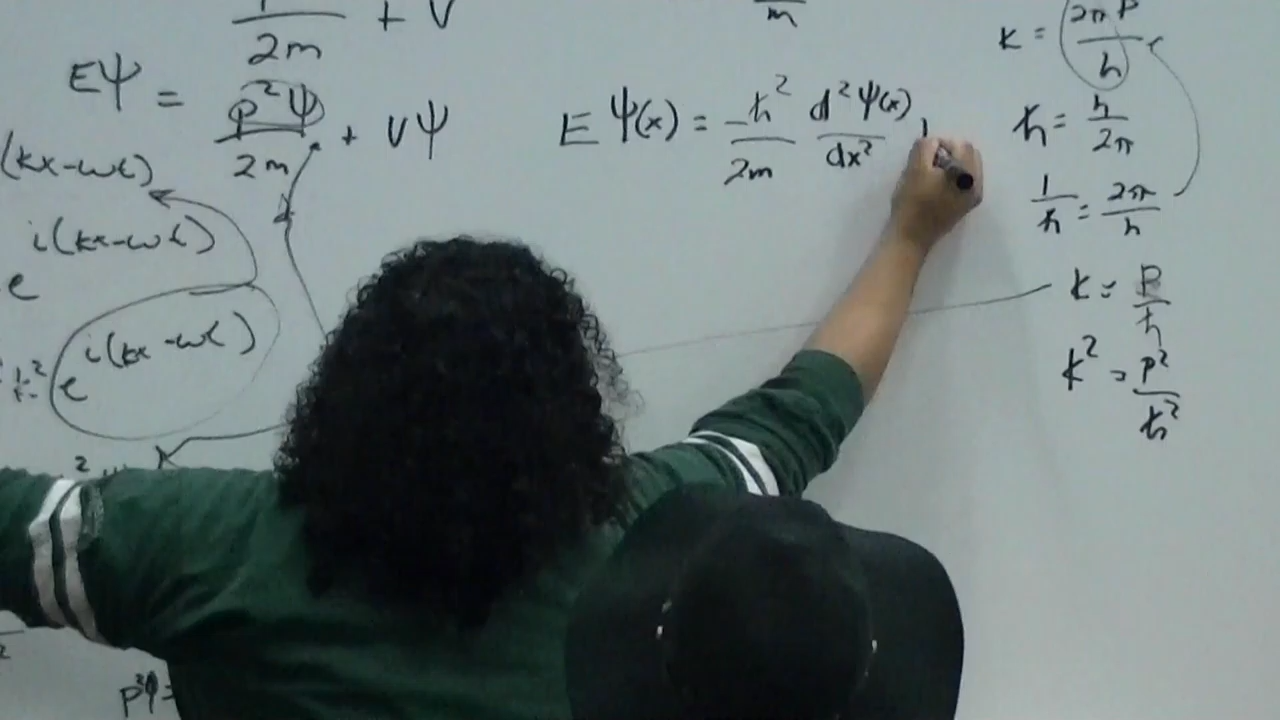 2m + V
Eψ = p²ψ/2m + Vψ
(kx-ωt)
e^i(kx-ωt)
e^i(kx-ωt)
p²ψ=
m
E ψ(x) = -ħ²/2m d²ψ(x)/dx²
k = 2πp/h
ħ = h/2π
1/ħ = 2π/h
k = p/ħ
k² = p²/ħ²